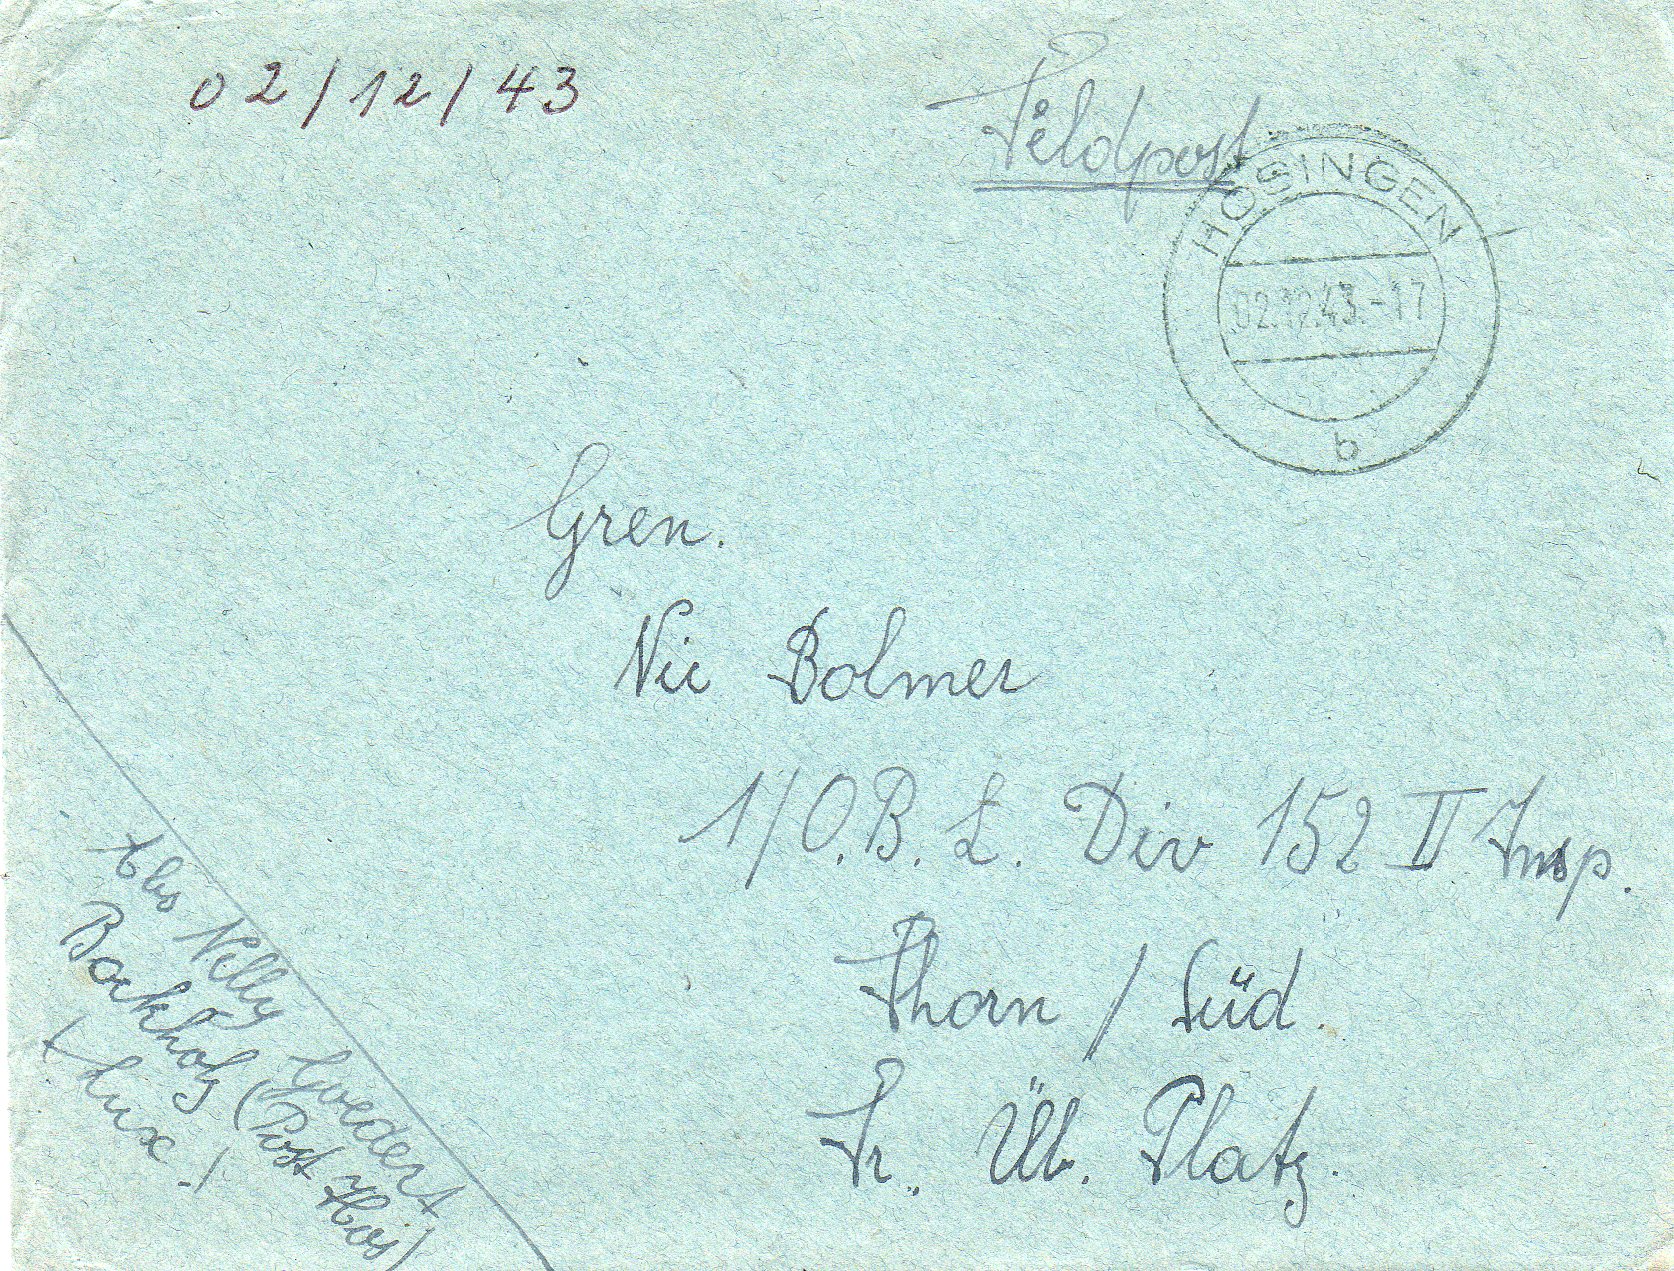 02/12/43
Feldpost
HOSINGEN
02.12.43.-17
b
Gren.
Nic Bolmer
1/O.B.L. Div 152 II Insp.
Thorn / Süd.
Tr. Üb. Platz.
Abs Nelly Goedert
Bockholz (Post Hos)
( Lux )